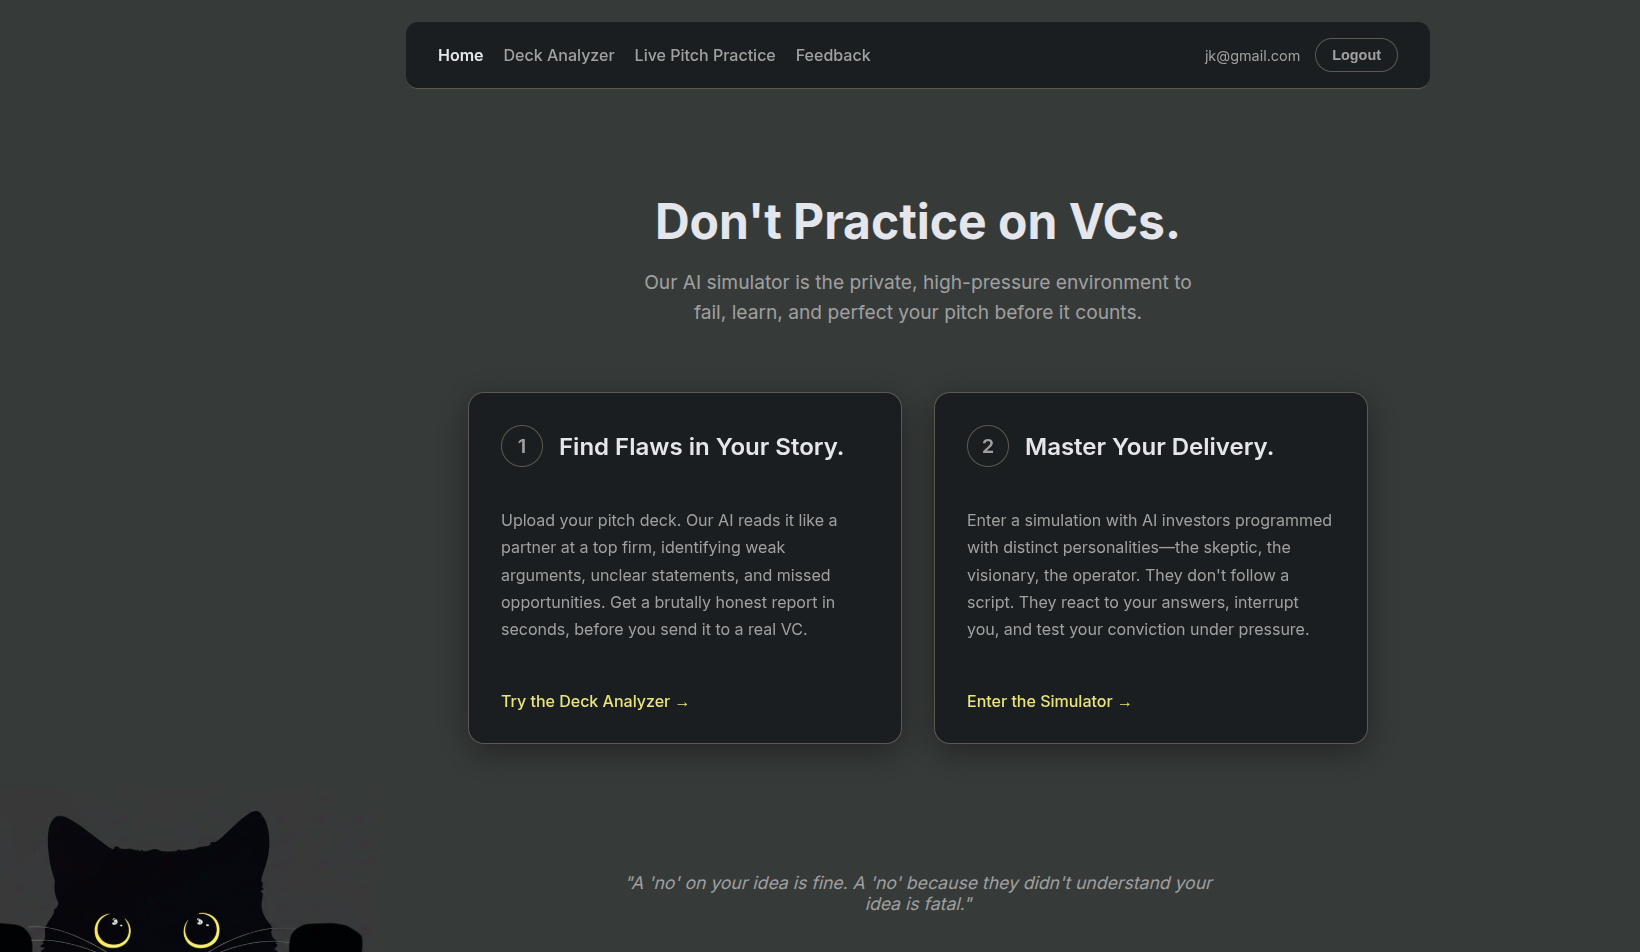 Home Deck Analyzer Live Pitch Practice Feedback jk@gmail.com Logout
Don't Practice on VCs.
Our AI simulator is the private, high-pressure environment to
fail, learn, and perfect your pitch before it counts.
1 Find Flaws in Your Story.
Upload your pitch deck. Our AI reads it like a
partner at a top firm, identifying weak
arguments, unclear statements, and missed
opportunities. Get a brutally honest report in
seconds, before you send it to a real VC.
Try the Deck Analyzer →
2 Master Your Delivery.
Enter a simulation with AI investors programmed
with distinct personalities—the skeptic, the
visionary, the operator. They don't follow a
script. They react to your answers, interrupt
you, and test your conviction under pressure.
Enter the Simulator →
"A 'no' on your idea is fine. A 'no' because they didn't understand your
idea is fatal."